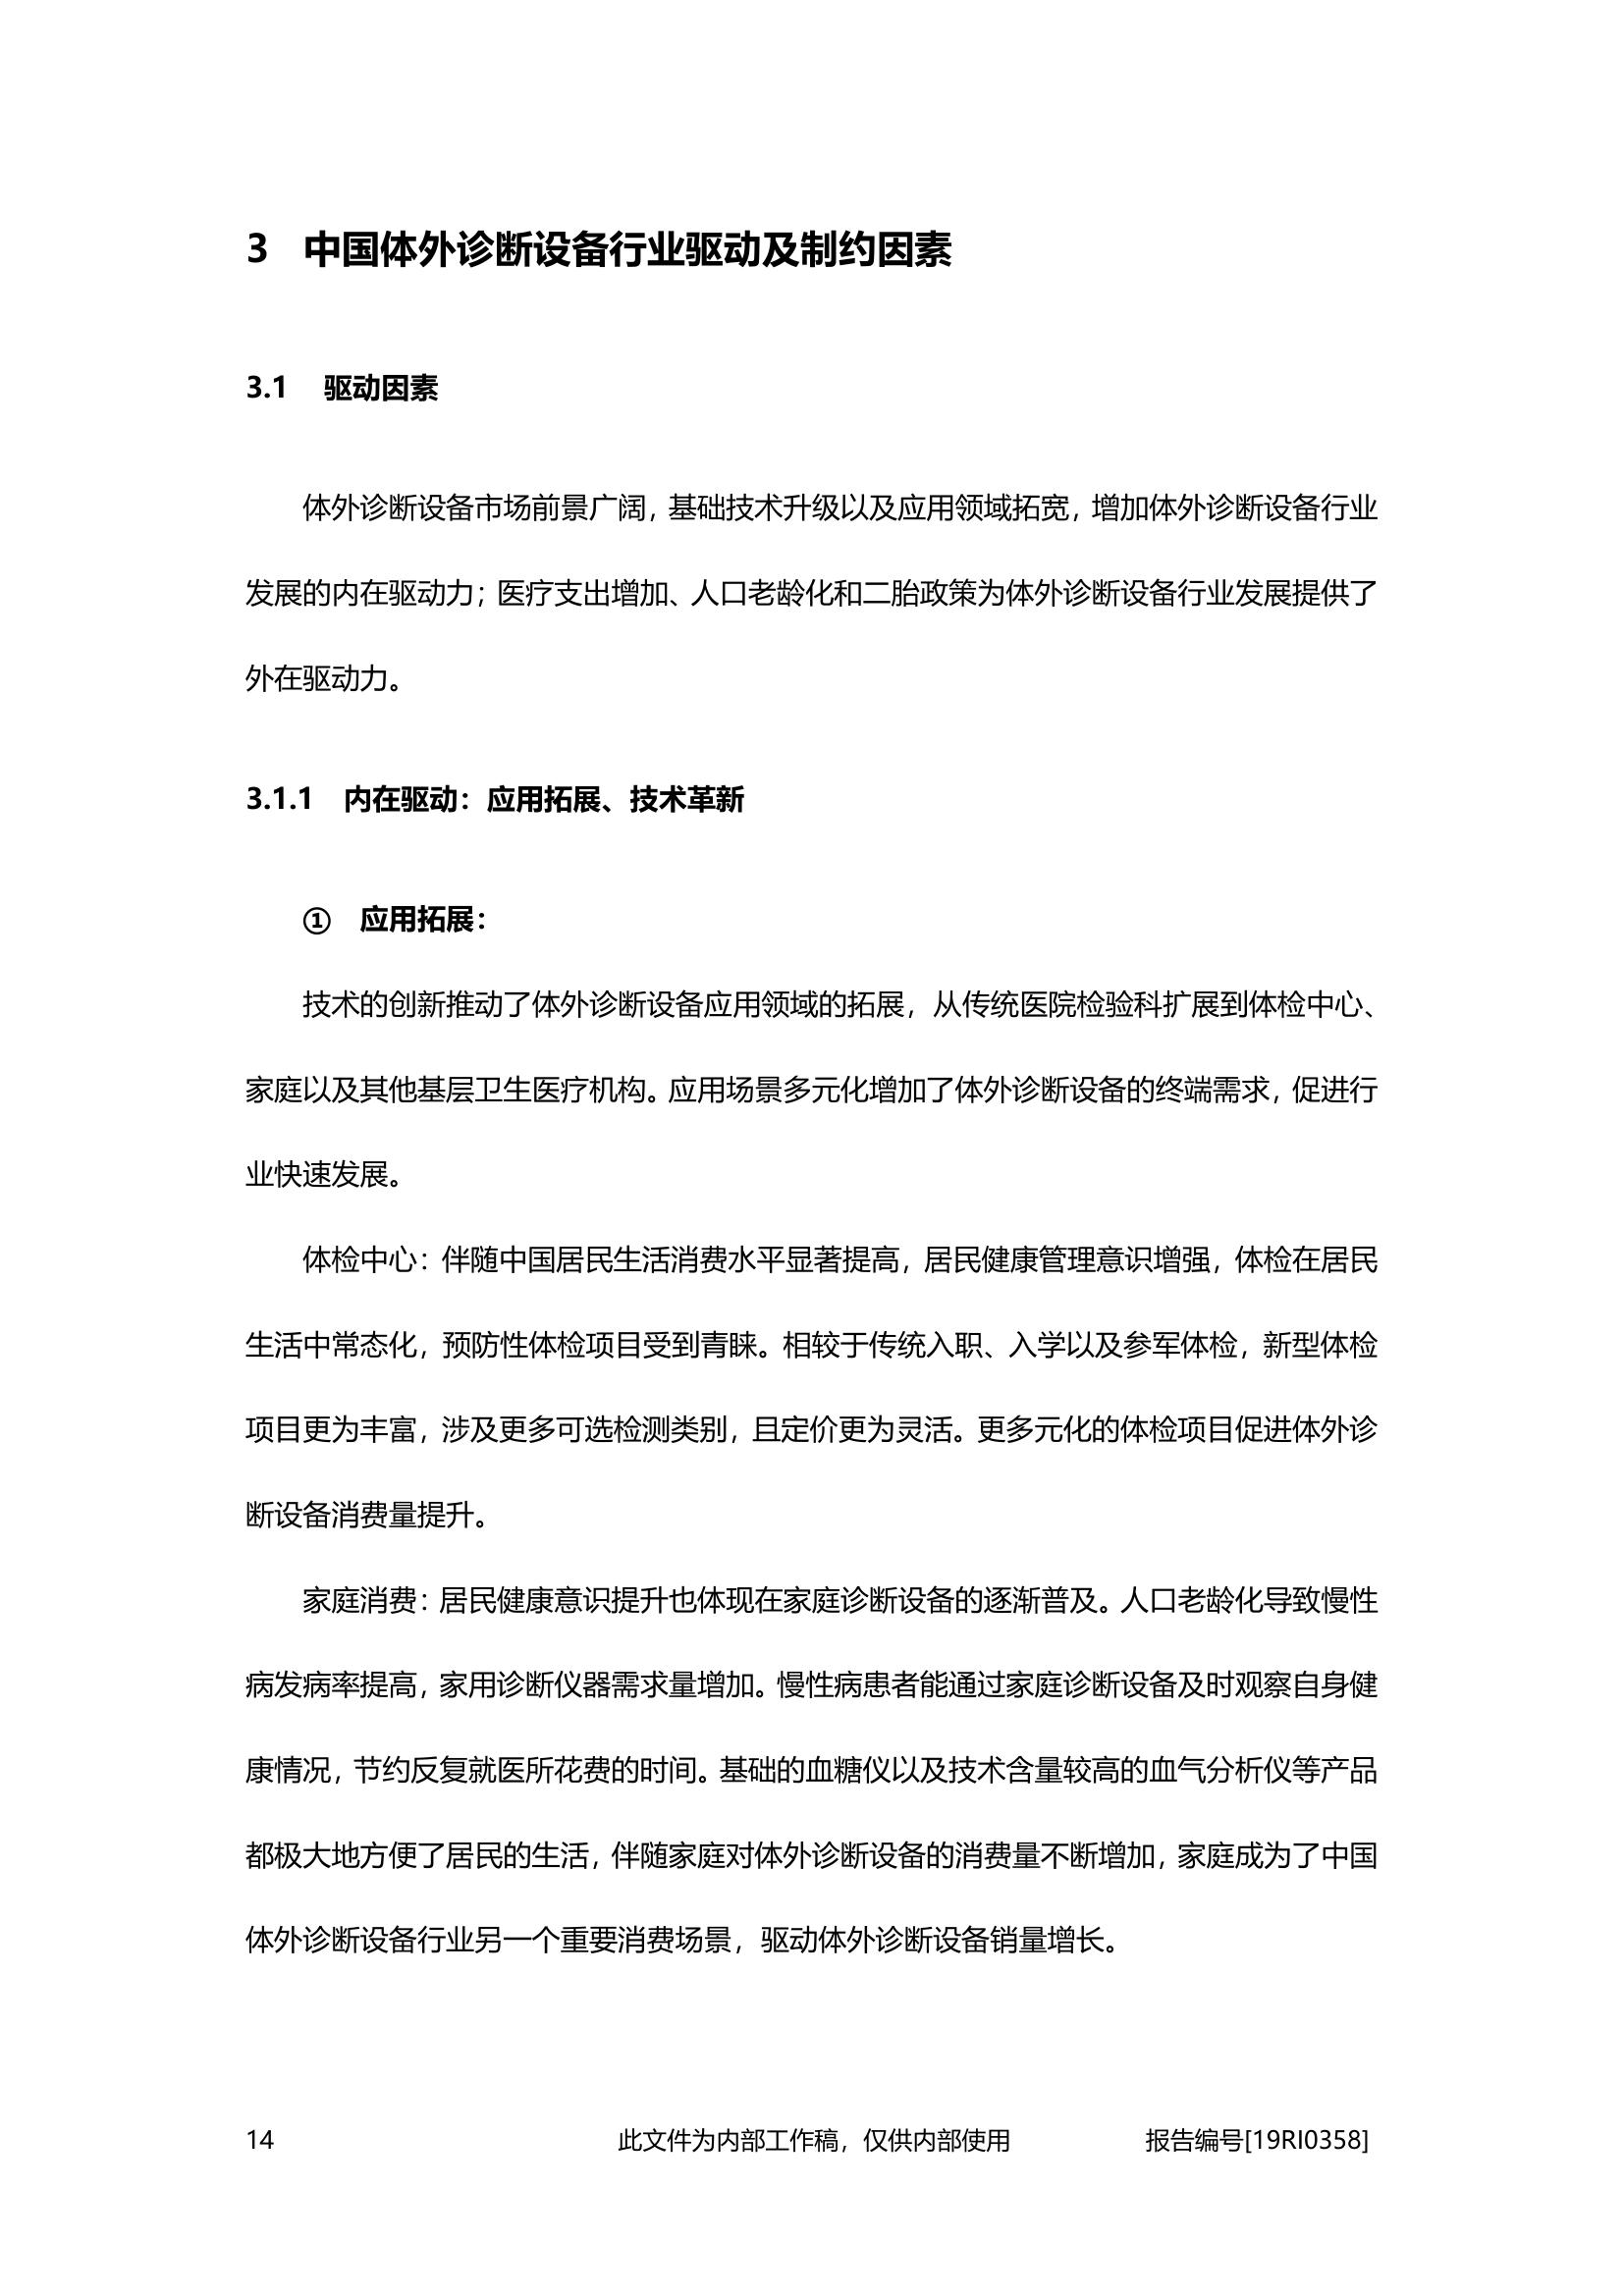 3 中国体外诊断设备行业驱动及制约因素
3.1 驱动因素
体外诊断设备市场前景广阔，基础技术升级以及应用领域拓宽，增加体外诊断设备行业
发展的内在驱动力；医疗支出增加、人口老龄化和二胎政策为体外诊断设备行业发展提供了
外在驱动力。
3.1.1 内在驱动：应用拓展、技术革新
① 应用拓展：
技术的创新推动了体外诊断设备应用领域的拓展，从传统医院检验科扩展到体检中心、
家庭以及其他基层卫生医疗机构。应用场景多元化增加了体外诊断设备的终端需求，促进行
业快速发展。
体检中心：伴随中国居民生活消费水平显著提高，居民健康管理意识增强，体检在居民
生活中常态化，预防性体检项目受到青睐。相较于传统入职、入学以及参军体检，新型体检
项目更为丰富，涉及更多可选检测类别，且定价更为灵活。更多元化的体检项目促进体外诊
断设备消费量提升。
家庭消费：居民健康意识提升也体现在家庭诊断设备的逐渐普及。人口老龄化导致慢性
病发病率提高，家用诊断仪器需求量增加。慢性病患者能通过家庭诊断设备及时观察自身健
康情况，节约反复就医所花费的时间。基础的血糖仪以及技术含量较高的血气分析仪等产品
都极大地方便了居民的生活，伴随家庭对体外诊断设备的消费量不断增加，家庭成为了中国
体外诊断设备行业另一个重要消费场景，驱动体外诊断设备销量增长。
14 此文件为内部工作稿，仅供内部使用 报告编号[19RI0358]